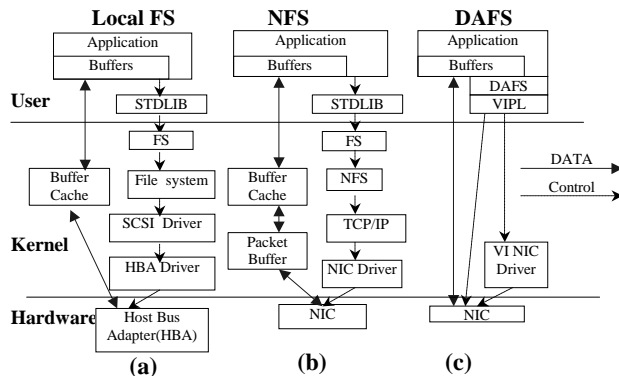 Local FS
NFS
DAFS
Application
Buffers
STDLIB
Application
Buffers
STDLIB
Application
Buffers
DAFS
VIPL
User
FS
Buffer
Cache
File system
SCSI Driver
HBA Driver
FS
Buffer
Cache
NFS
TCP/IP
Packet
Buffer
NIC Driver
DATA
Control
VI NIC
Driver
Kernel
Hardware
Host Bus
Adapter(HBA)
NIC
NIC
(a)
(b)
(c)